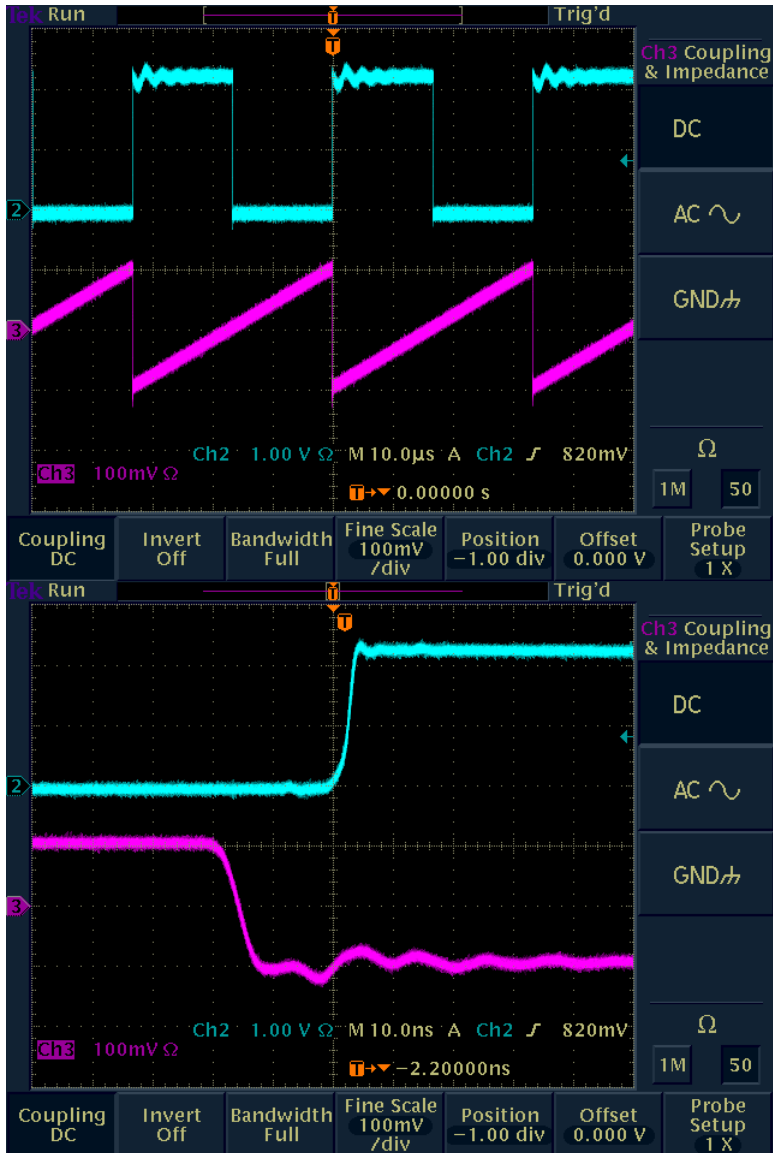 Tek Run Trig'd
T
T
Ch3 Coupling
& Impedance
DC
2
AC
GND
3
Ch2 1.00 V Ω M 10.0µs A Ch2 820mV
Ch3 100mV Ω
T 0.00000 s
Ω
1M 50
Coupling
DC
Invert
Off
Bandwidth
Full
Fine Scale
100mV
/div
Position
−1.00 div
Offset
0.000 V
Probe
Setup
1 X
Tek Run Trig'd
T
T
Ch3 Coupling
& Impedance
DC
2
AC
GND
3
Ch2 1.00 V Ω M 10.0ns A Ch2 820mV
Ch3 100mV Ω
T −2.20000ns
Ω
1M 50
Coupling
DC
Invert
Off
Bandwidth
Full
Fine Scale
100mV
/div
Position
−1.00 div
Offset
0.000 V
Probe
Setup
1 X